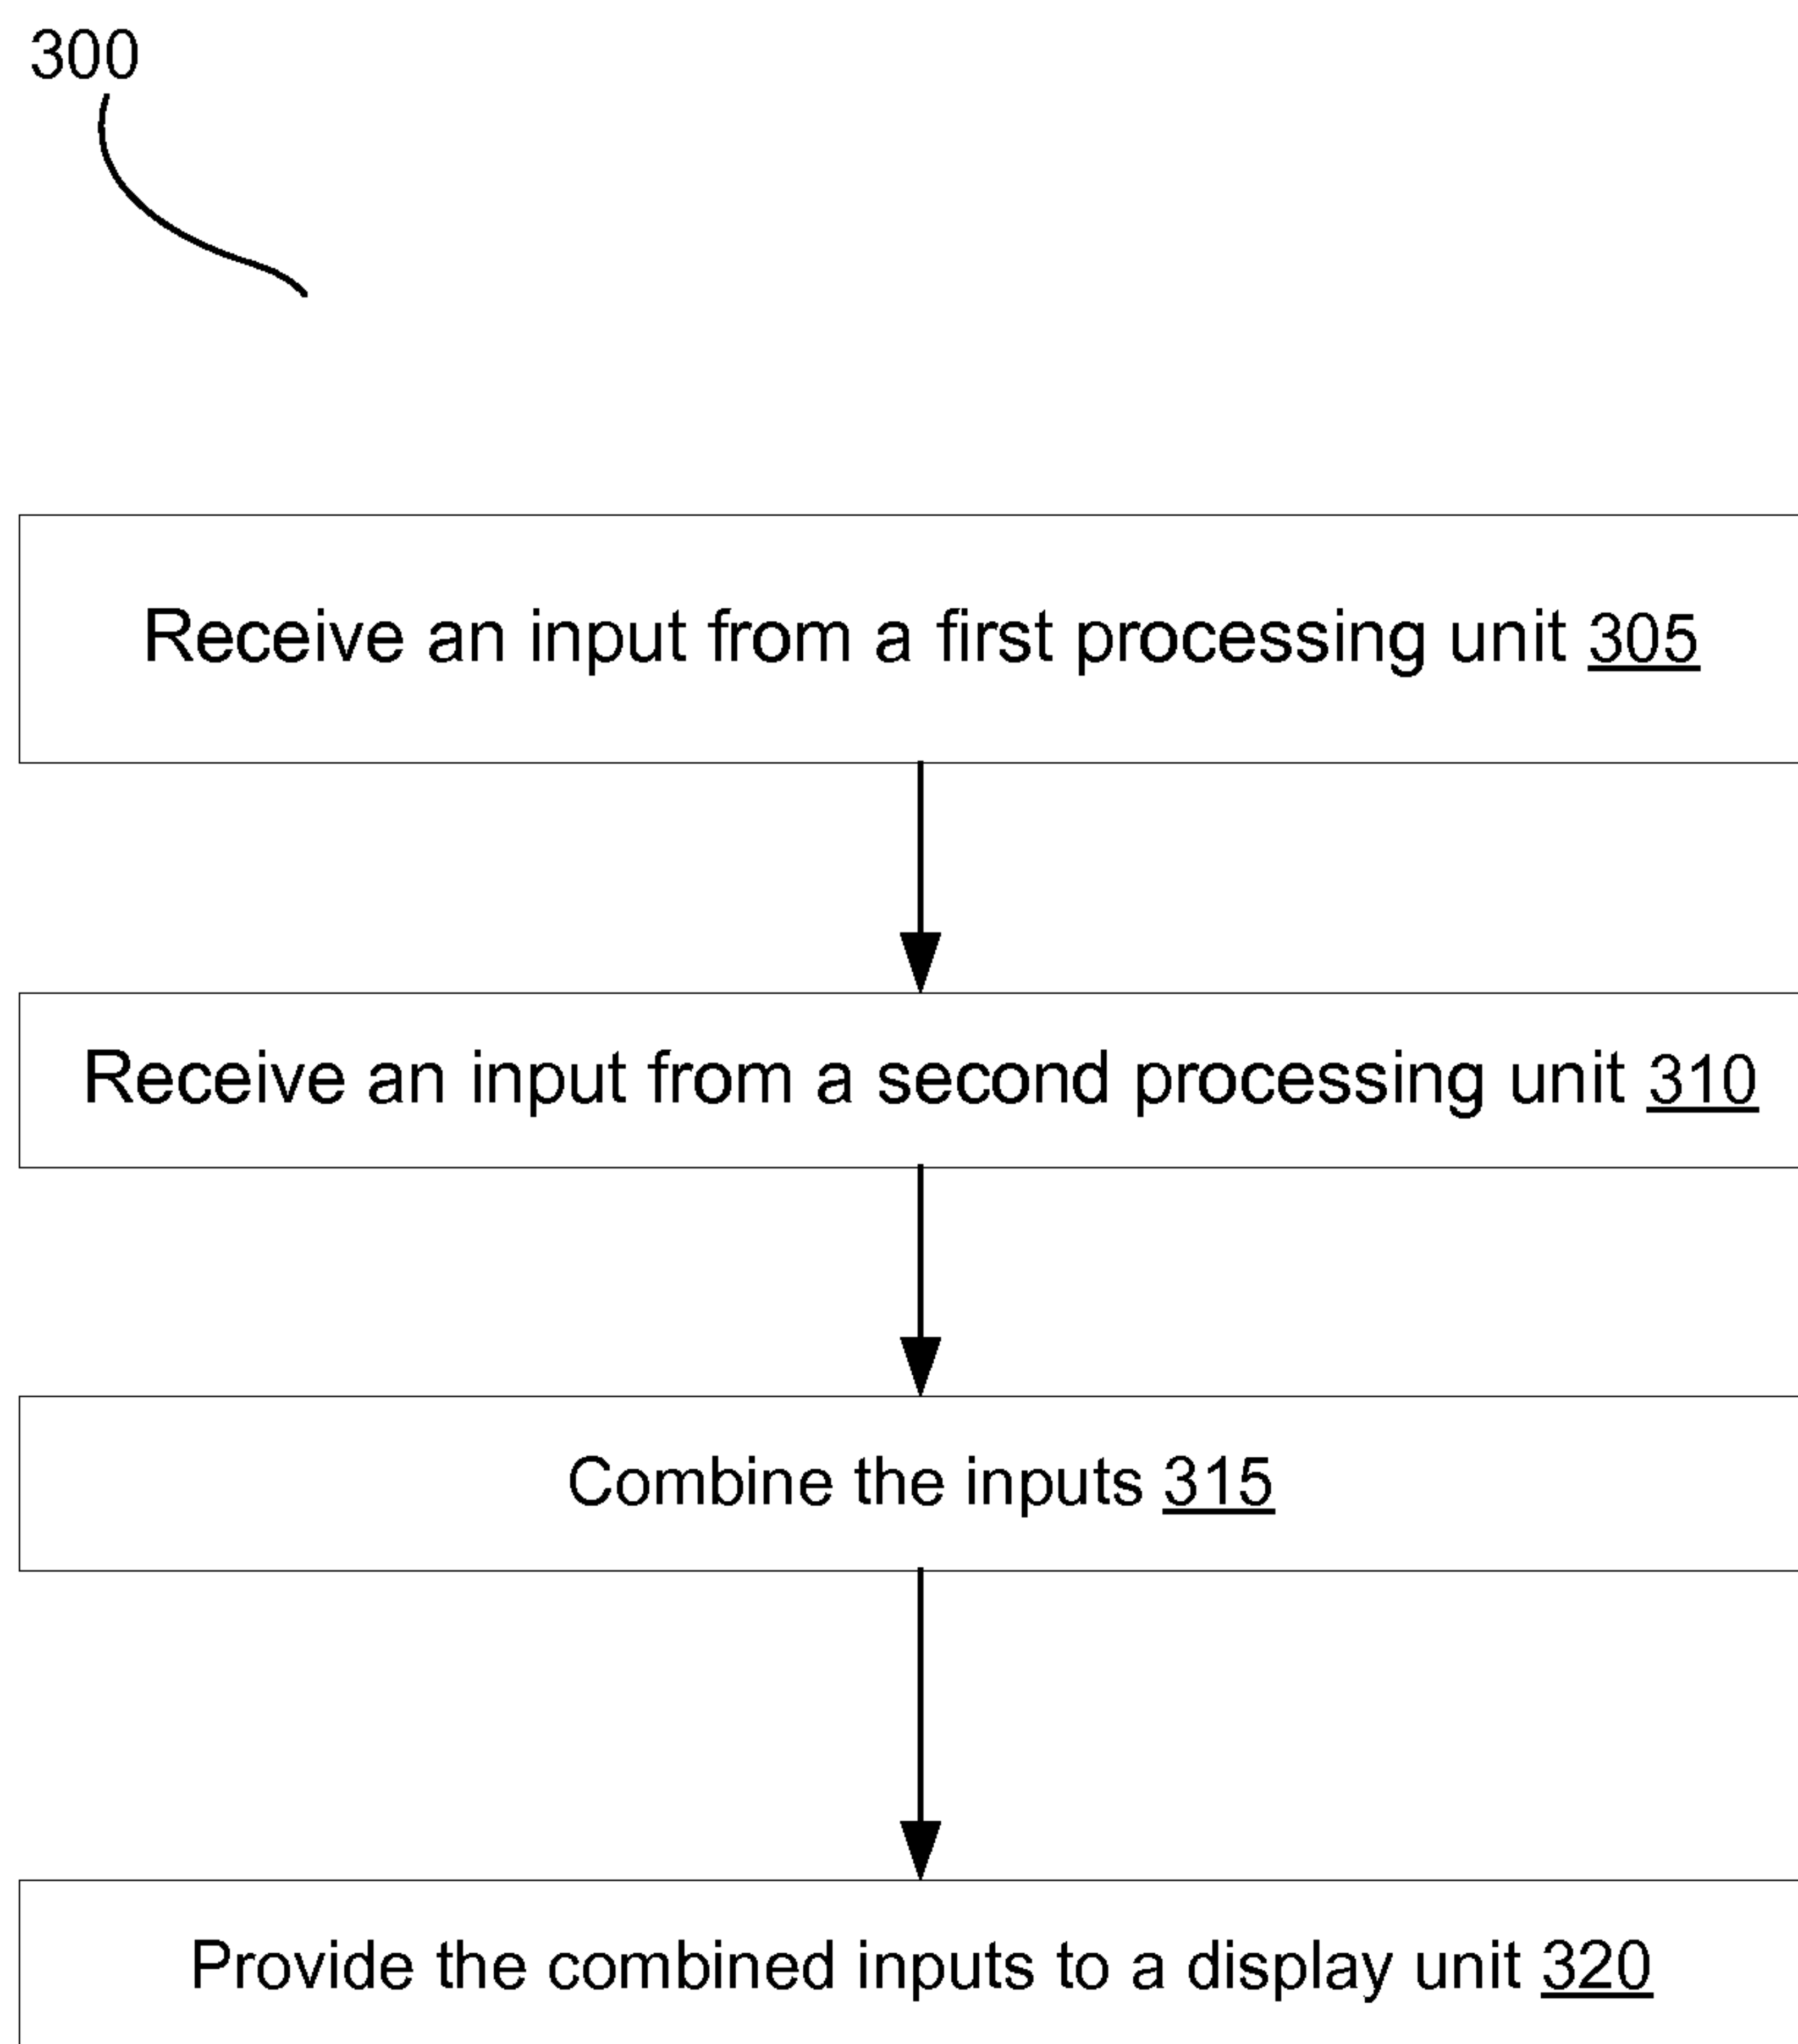 300
Receive an input from a first processing unit 305
Receive an input from a second processing unit 310
Combine the inputs 315
Provide the combined inputs to a display unit 320